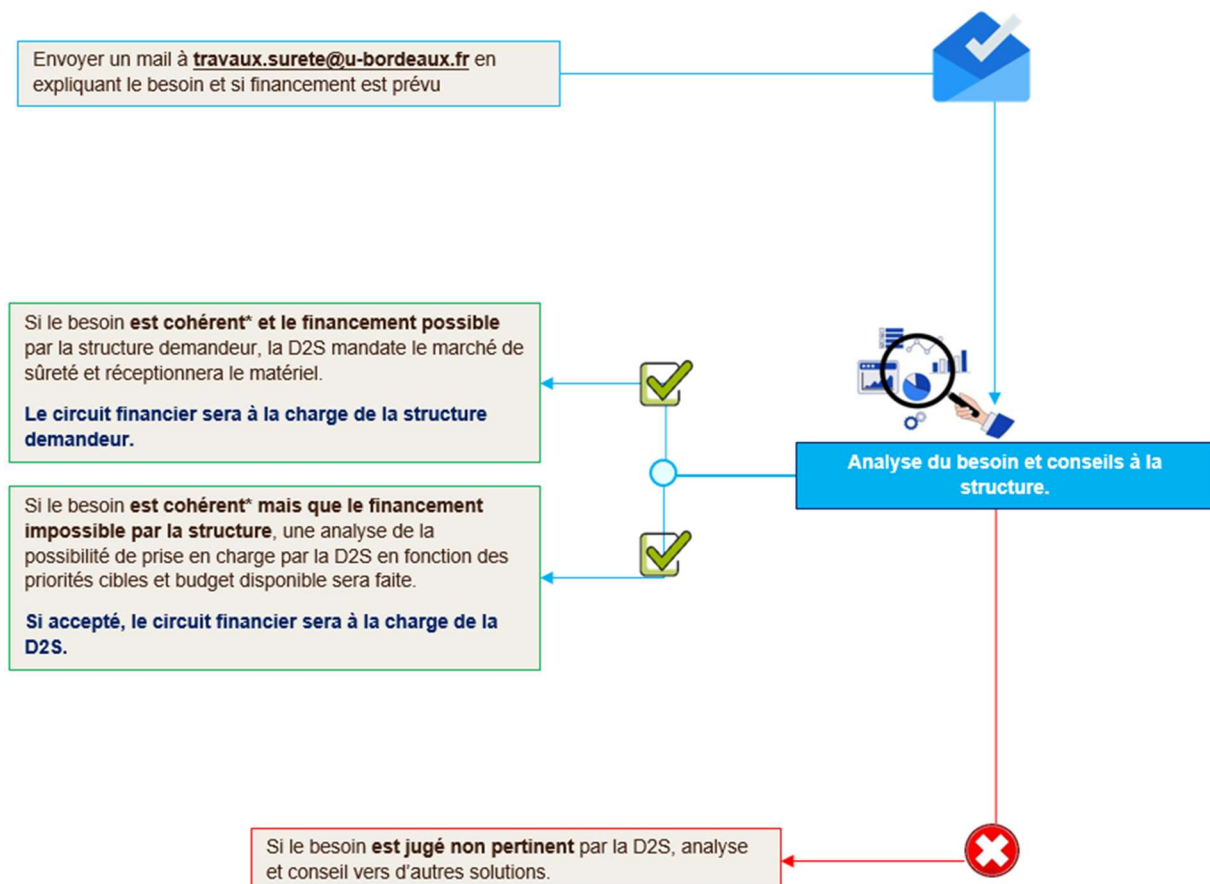 Envoyer un mail à travaux.surete@u-bordeaux.fr en
expliquant le besoin et si financement est prévu
Analyse du besoin et conseils à la
structure.
Si le besoin est cohérent* et le financement possible
par la structure demandeur, la D2S mandate le marché de
sûreté et réceptionnera le matériel.
Le circuit financier sera à la charge de la structure
demandeur.
Si le besoin est cohérent* mais que le financement
impossible par la structure, une analyse de la
possibilité de prise en charge par la D2S en fonction des
priorités cibles et budget disponible sera faite.
Si accepté, le circuit financier sera à la charge de la
D2S.
Si le besoin est jugé non pertinent par la D2S, analyse
et conseil vers d’autres solutions.